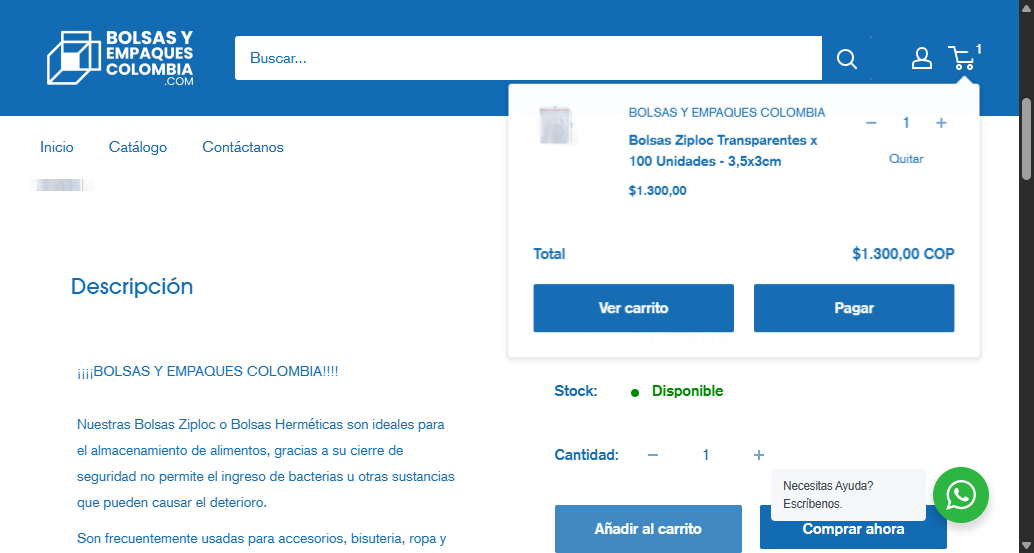 BOLSAS Y
EMPAQUES
COLOMBIA
.COM
Buscar...
1
Inicio
Catálogo
Contáctanos
BOLSAS Y EMPAQUES COLOMBIA
Bolsas Ziploc Transparentes x
100 Unidades - 3,5x3cm
$1.300,00
1
Quitar
Total
$1.300,00 COP
Ver carrito
Pagar
Descripción
¡¡¡¡BOLSAS Y EMPAQUES COLOMBIA!!!!
Nuestras Bolsas Ziploc o Bolsas Herméticas son ideales para
el almacenamiento de alimentos, gracias a su cierre de
seguridad no permite el ingreso de bacterias u otras sustancias
que pueden causar el deterioro.
Son frecuentemente usadas para accesorios, bisuteria, ropa y
Stock:
Disponible
Cantidad:
1
Necesitas Ayuda?
Escríbenos.
Añadir al carrito
Comprar ahora